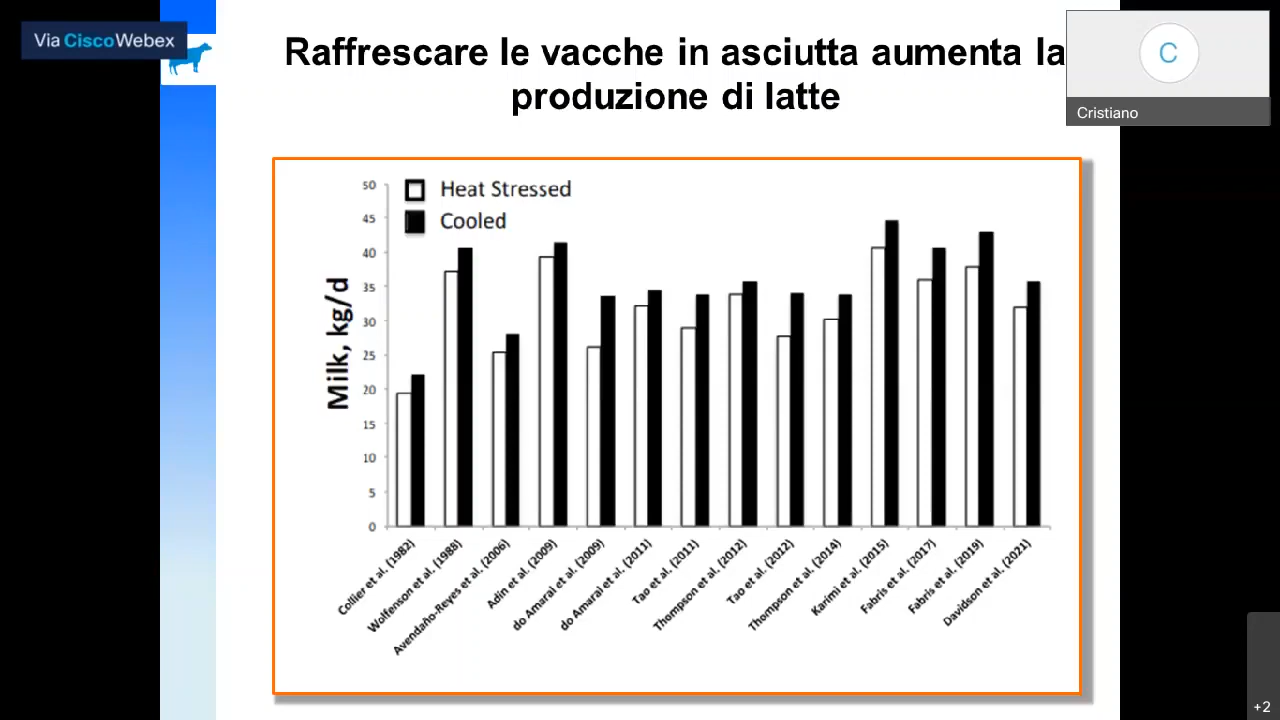 Via Cisco Webex
Raffrescare le vacche in asciutta aumenta la
produzione di latte
C
Cristiano
Heat Stressed
Cooled
Milk, kg/d
50
45
40
35
30
25
20
15
10
5
0
Collier et al. (1982)
Wolfenson et al. (1988)
Avendaño-Reyes et al. (2006)
Adin et al. (2009)
do Amaral et al. (2009)
do Amaral et al. (2011)
Tao et al. (2011)
Thompson et al. (2012)
Tao et al. (2012)
Thompson et al. (2014)
Karimi et al. (2015)
Fabris et al. (2017)
Fabris et al. (2019)
Davidson et al. (2021)
+2